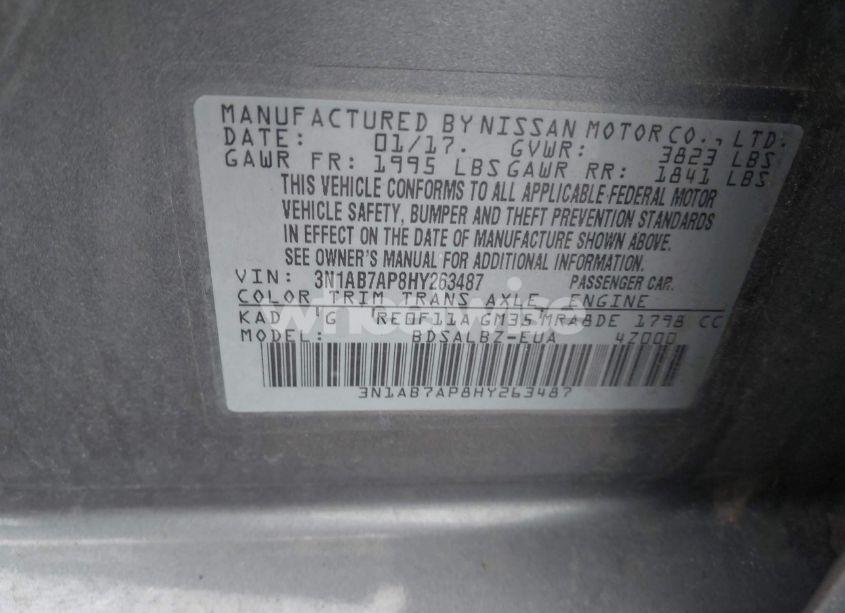 MANUFACTURED BY NISSAN MOTOR CO., LTD.
DATE: 01/17. GVWR: 3823 LBS
GAWR FR: 1995 LBS GAWR RR: 1841 LBS
THIS VEHICLE CONFORMS TO ALL APPLICABLE FEDERAL MOTOR
VEHICLE SAFETY, BUMPER AND THEFT PREVENTION STANDARDS
IN EFFECT ON THE DATE OF MANUFACTURE SHOWN ABOVE.
SEE OWNER'S MANUAL FOR ADDITIONAL INFORMATION.
VIN: 3N1AB7AP8HY263487 PASSENGER CAR.
COLOR TRIM TRANS AXLE ENGINE
KAD G RE0F11A GM35 MRA8DE 1798 CC
MODEL: BDSALBZ-EUA 4Z000
3N1AB7AP8HY263487
wheelwise